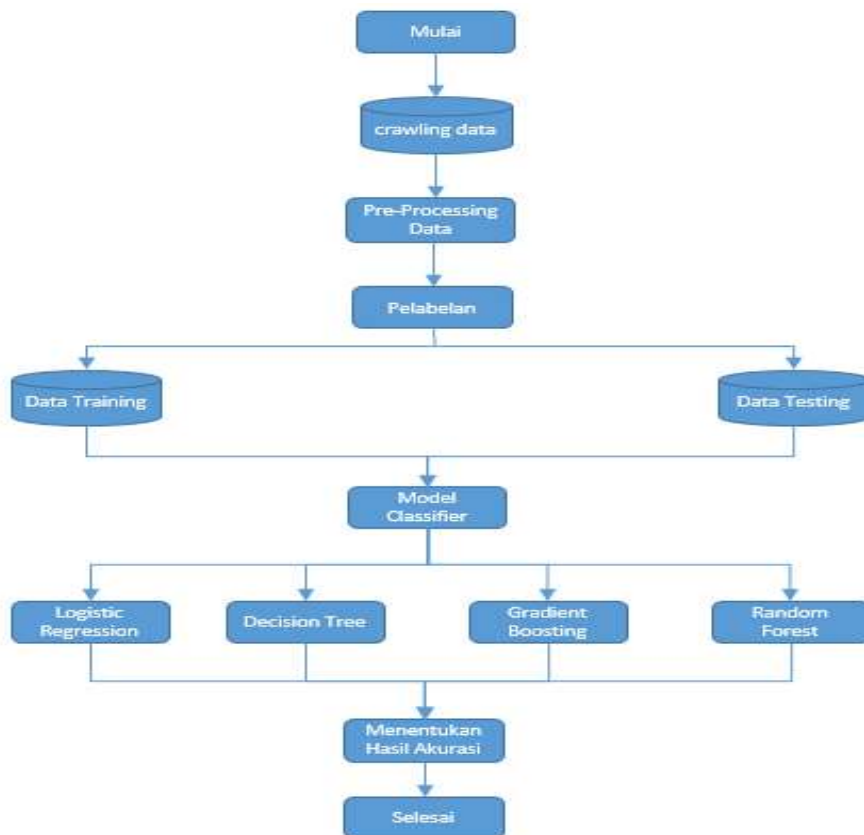 Mulai
crawling data
Pre-Processing
Data
Pelabelan
Data Training
Data Testing
Model
Classifier
Logistic
Regression
Decision Tree
Gradient
Boosting
Random
Forest
Menentukan
Hasil Akurasi
Selesai